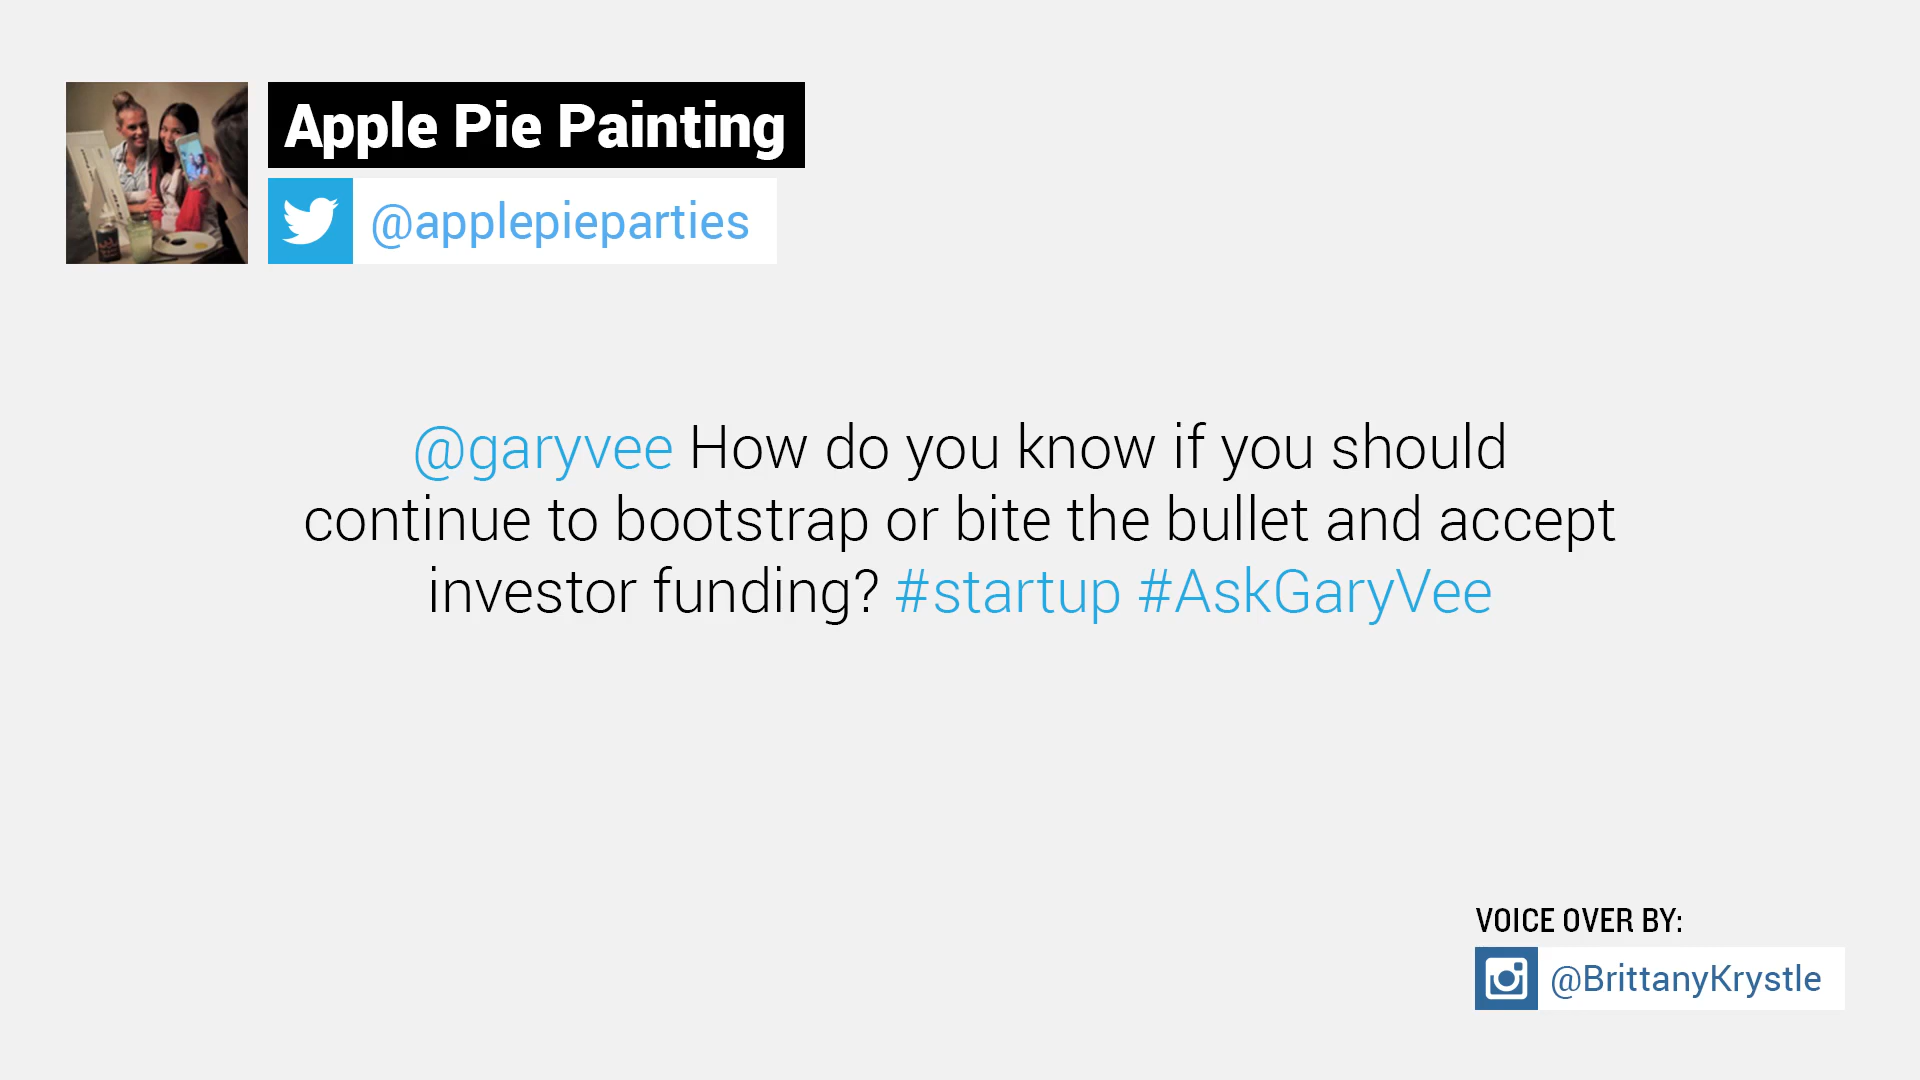 Apple Pie Painting
@applepieparties
@garyvee How do you know if you should
continue to bootstrap or bite the bullet and accept
investor funding? #startup #AskGaryVee
VOICE OVER BY:
@BrittanyKrystle